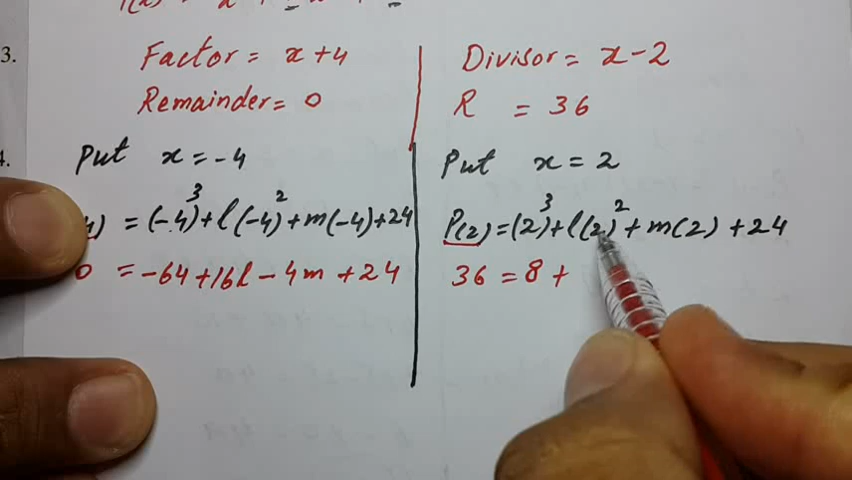 3.
Factor = x+4
Remainder = 0
Divisor = x-2
R = 36
4.
Put x = -4
= (-4)³+l(-4)²+m(-4)+24
0 = -64+16l-4m+24
Put x = 2
P(2) = (2)³+l(2)²+m(2)+24
36 = 8+